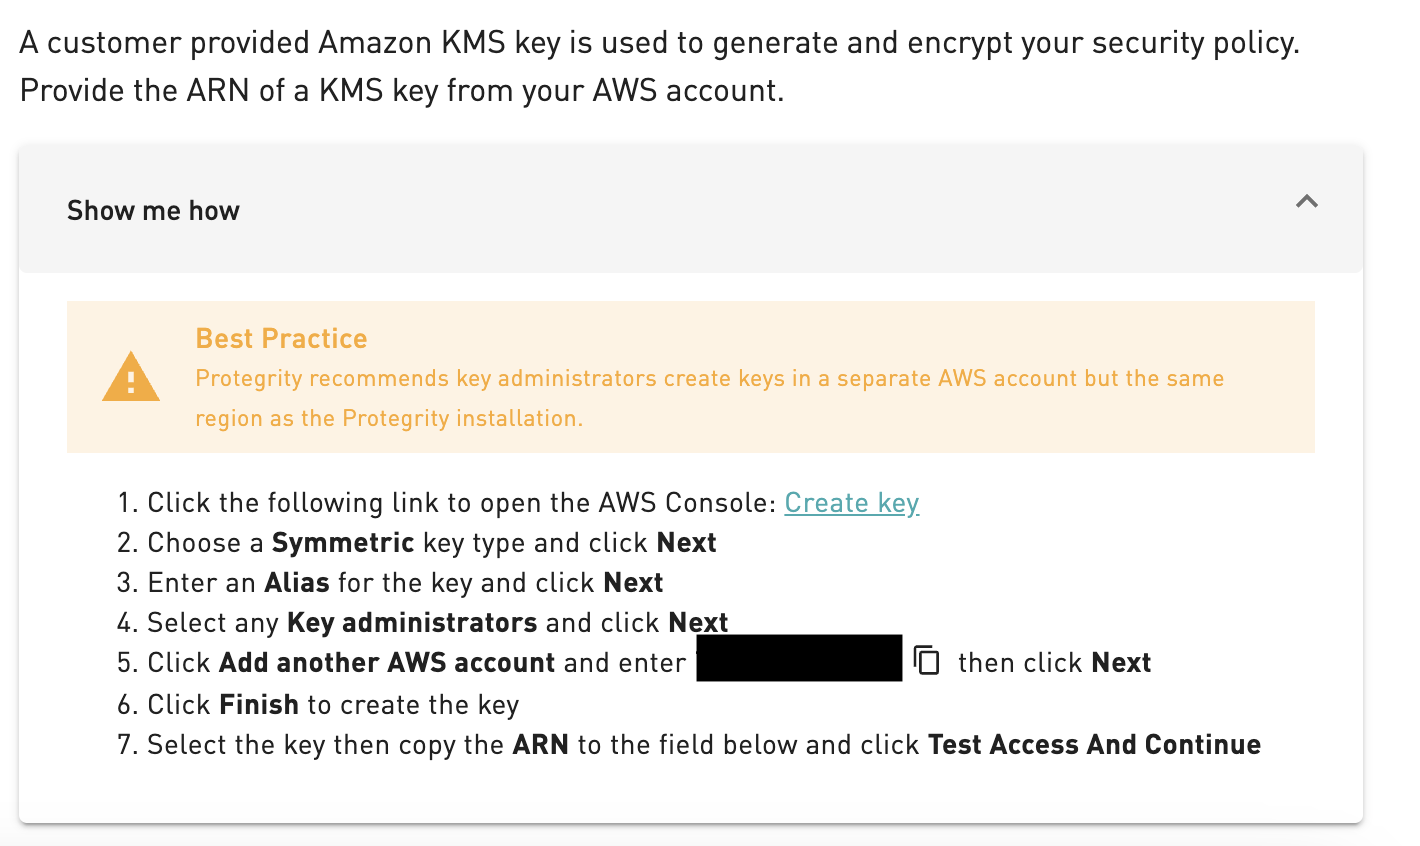 A customer provided Amazon KMS key is used to generate and encrypt your security policy.
Provide the ARN of a KMS key from your AWS account.
Show me how
Best Practice
Protegrity recommends key administrators create keys in a separate AWS account but the same
region as the Protegrity installation.
1. Click the following link to open the AWS Console: Create key
2. Choose a Symmetric key type and click Next
3. Enter an Alias for the key and click Next
4. Select any Key administrators and click Next
5. Click Add another AWS account and enter then click Next
6. Click Finish to create the key
7. Select the key then copy the ARN to the field below and click Test Access And Continue